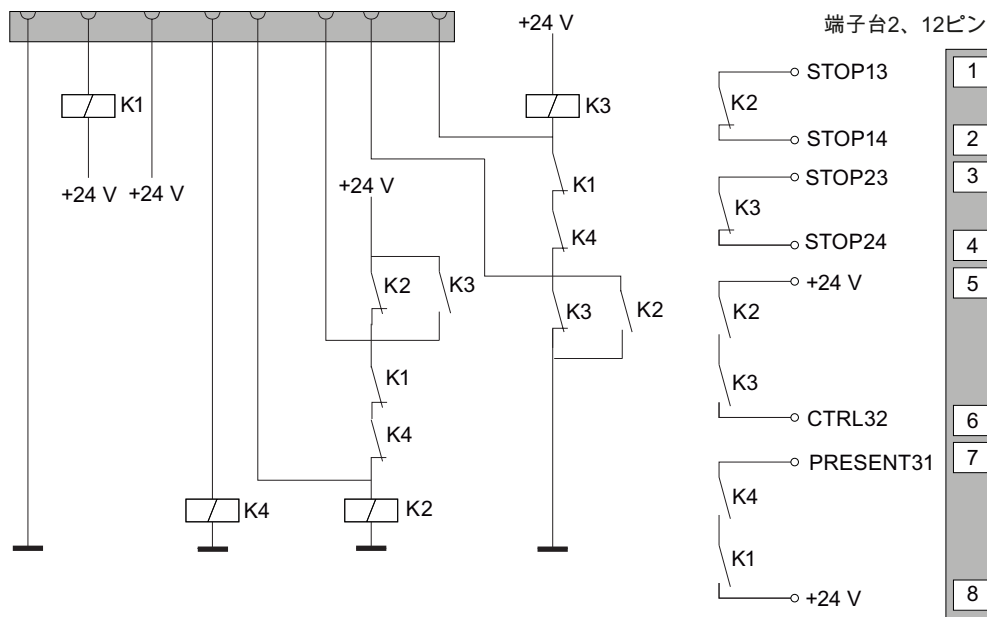 +24 V
端子台2、12ピン
K1
K3
STOP13
1
K2
STOP14
2
+24 V
+24 V
+24 V
K1
STOP23
3
K4
K3
STOP24
4
K2
K3
+24 V
5
K3
K2
K2
K1
K3
K4
CTRL32
6
PRESENT31
7
K4
K4
K2
K1
+24 V
8